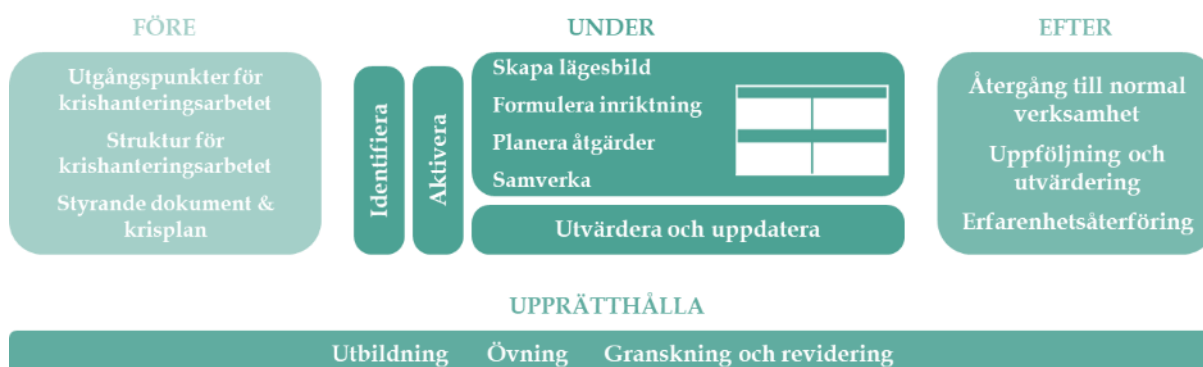 FÖRE
Utgångspunkter för
krishanteringsarbetet
Struktur för
krishanteringsarbetet
Styrande dokument &
krisplan
UNDER
Identifiera
Aktivera
Skapa lägesbild
Formulera inriktning
Planera åtgärder
Samverka
Utvärdera och uppdatera
EFTER
Återgång till normal
verksamhet
Uppföljning och
utvärdering
Erfarenhetsåterföring
UPPRÄTTHÅLLA
Utbildning Övning Granskning och revidering